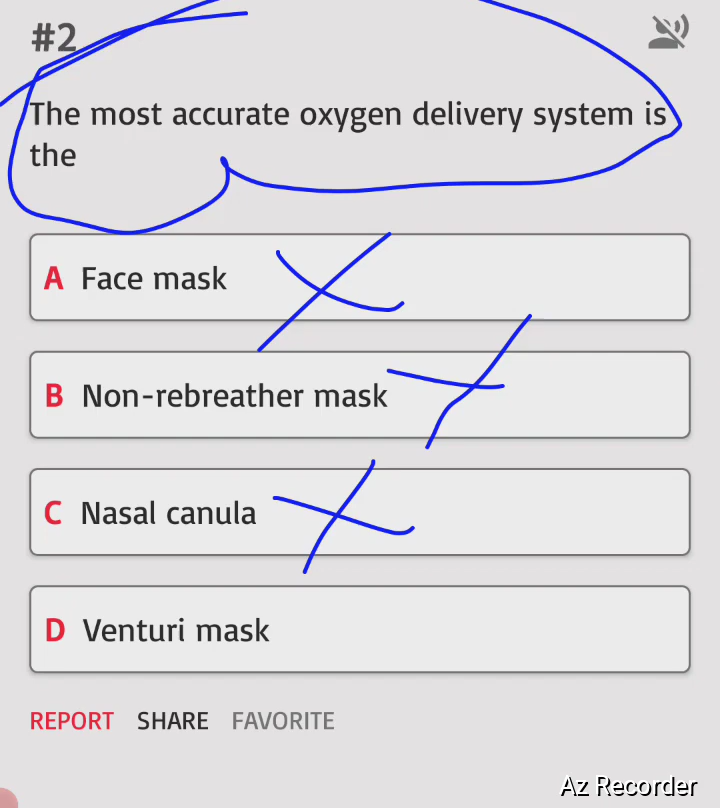 #2
The most accurate oxygen delivery system is
the
A Face mask
B Non-rebreather mask
C Nasal canula
D Venturi mask
REPORT SHARE FAVORITE
Az Recorder